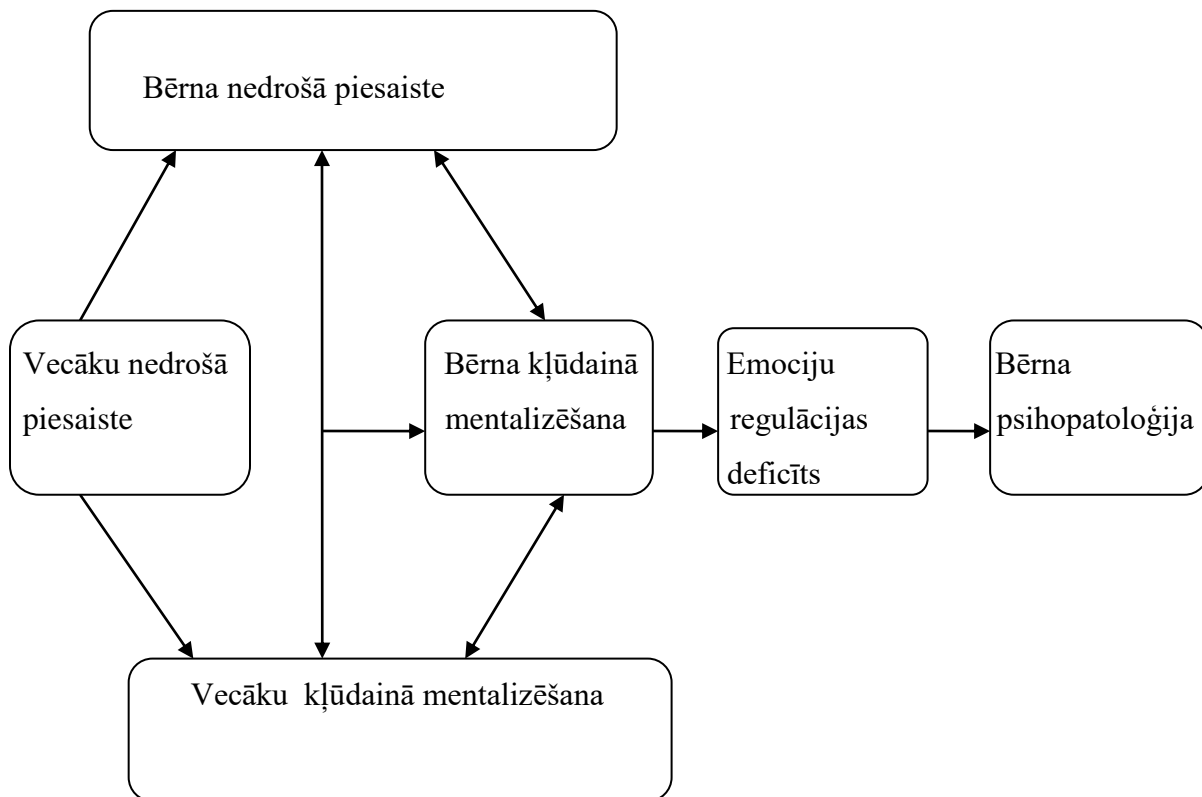 Bērna nedrošā piesaiste
Vecāku nedrošā
piesaiste
Bērna kļūdainā
mentalizēšana
Emociju
regulācijas
deficīts
Bērna
psihopatoloģija
Vecāku kļūdainā mentalizēšana